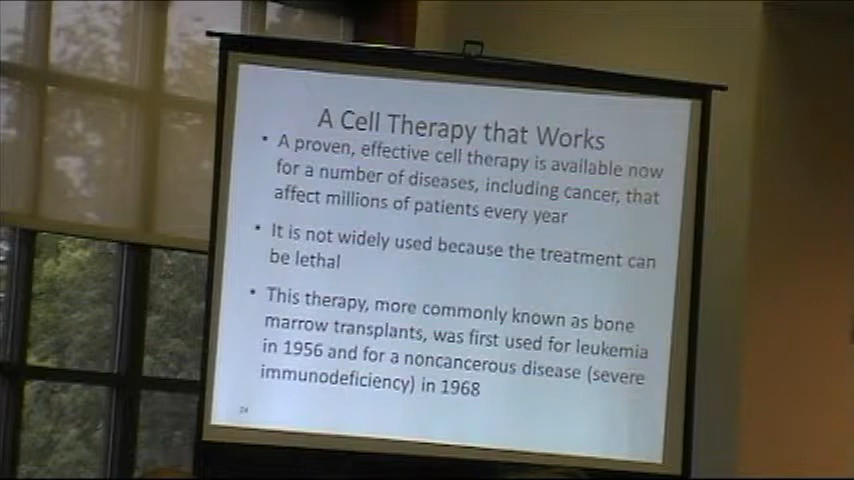 A Cell Therapy that Works
• A proven, effective cell therapy is available now
for a number of diseases, including cancer, that
affect millions of patients every year
• It is not widely used because the treatment can
be lethal
• This therapy, more commonly known as bone
marrow transplants, was first used for leukemia
in 1956 and for a noncancerous disease (severe
immunodeficiency) in 1968
24